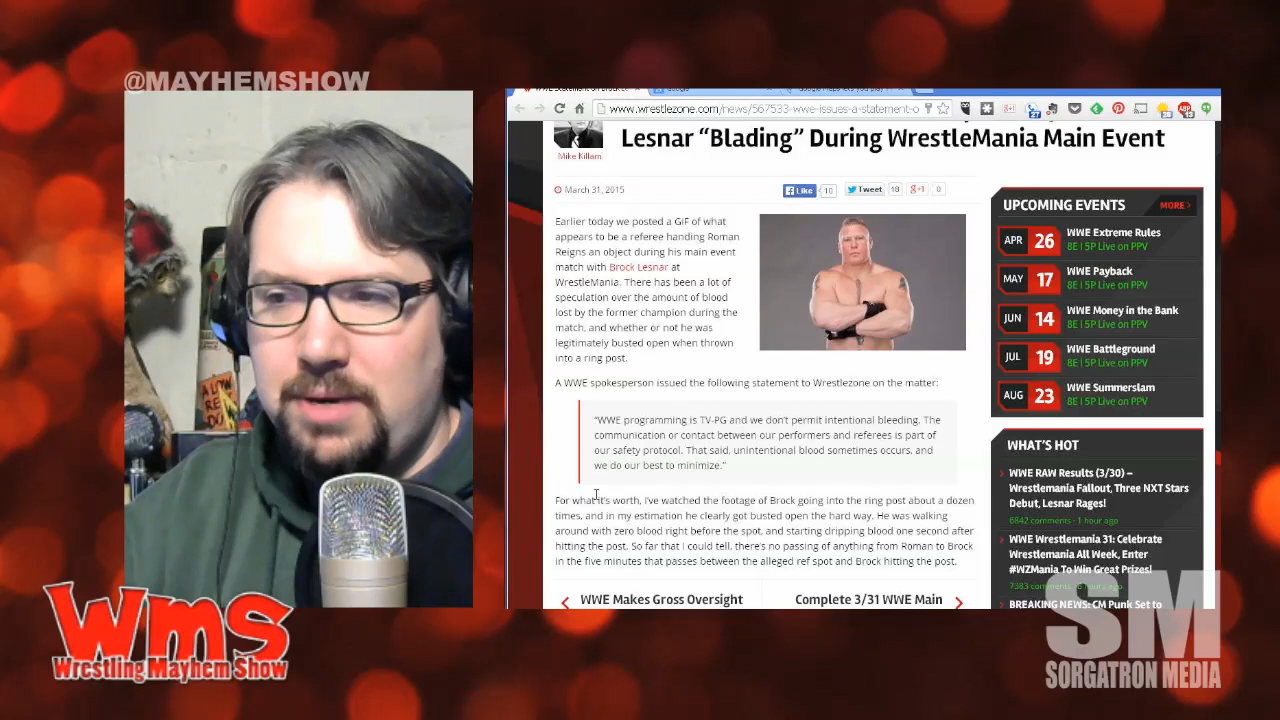 @MAYHEMSHOW
www.wrestlezone.com/news/567533-wwe-issues-a-statement-o
Lesnar “Blading” During WrestleMania Main Event
Mike Killam
March 31, 2015
Like 10 Tweet 18 +1 0
Earlier today we posted a GIF of what
appears to be a referee handing Roman
Reigns an object during his main event
match with Brock Lesnar at
WrestleMania. There has been a lot of
speculation over the amount of blood
lost by the former champion during the
match, and whether or not he was
legitimately busted open when thrown
into a ring post.
A WWE spokesperson issued the following statement to Wrestlezone on the matter:
“WWE programming is TV-PG and we don’t permit intentional bleeding. The
communication or contact between our performers and referees is part of
our safety protocol. That said, unintentional blood sometimes occurs, and
we do our best to minimize.”
For what it’s worth, I’ve watched the footage of Brock going into the ring post about a dozen
times, and in my estimation he clearly got busted open the hard way. He was walking
around with zero blood right before the spot, and starting dripping blood one second after
hitting the post. So far that I could tell, there’s no passing of anything from Roman to Brock
in the five minutes that passes between the alleged ref spot and Brock hitting the post.
WWE Makes Gross Oversight
Complete 3/31 WWE Main
UPCOMING EVENTS
MORE
APR 26 WWE Extreme Rules
8E | 5P Live on PPV
MAY 17 WWE Payback
8E | 5P Live on PPV
JUN 14 WWE Money in the Bank
8E | 5P Live on PPV
JUL 19 WWE Battleground
8E | 5P Live on PPV
AUG 23 WWE Summerslam
8E | 5P Live on PPV
WHAT’S HOT
WWE RAW Results (3/30) –
Wrestlemania Fallout, Three NXT Stars
Debut, Lesnar Rages!
6842 comments · 1 hour ago
WWE Wrestlemania 31: Celebrate
Wrestlemania All Week, Enter
#WZMania To Win Great Prizes!
7383 comments
BREAKING NEWS: CM Punk Set to
A LOW
RE
DU
Wms
Wrestling Mayhem Show
SM
SORGATRON MEDIA